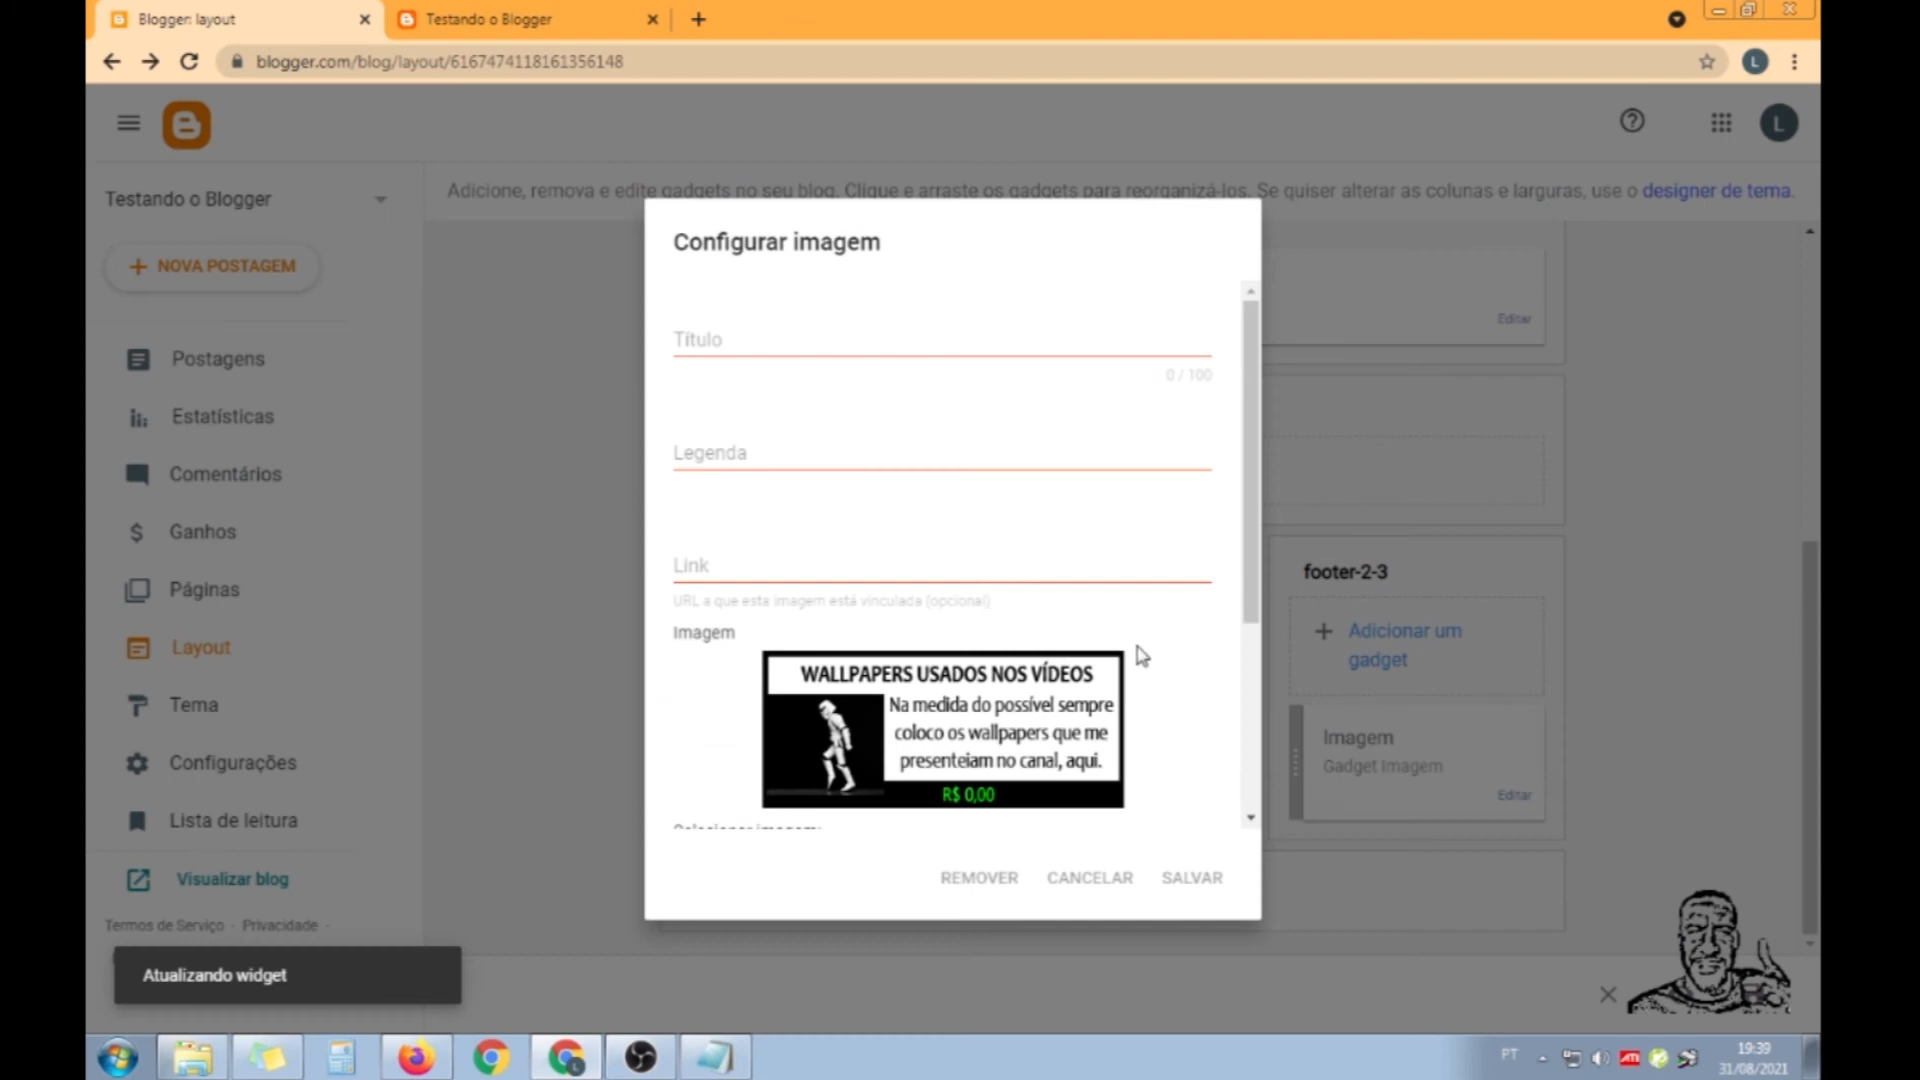 Blogger: layout
Testando o Blogger
blogger.com/blog/layout/6167474118161356148
L
L
Testando o Blogger
Adicione, remova e edite gadgets no seu blog. Clique e arraste os gadgets para reorganizá-los. Se quiser alterar as colunas e larguras, use o designer de tema.
NOVA POSTAGEM
Postagens
Estatísticas
Comentários
Ganhos
Páginas
Layout
Tema
Configurações
Lista de leitura
Visualizar blog
Termos de Serviço · Privacidade ·
Atualizando widget
Configurar imagem
Título
0 / 100
Legenda
Link
URL a que esta imagem está vinculada (opcional)
Imagem
WALLPAPERS USADOS NOS VÍDEOS
Na medida do possível sempre
coloco os wallpapers que me
presenteiam no canal, aqui.
R$ 0,00
REMOVER CANCELAR SALVAR
Editar
footer-2-3
Adicionar um
gadget
Imagem
Gadget Imagem
Editar
PT
ATI
19:39
31/08/2021